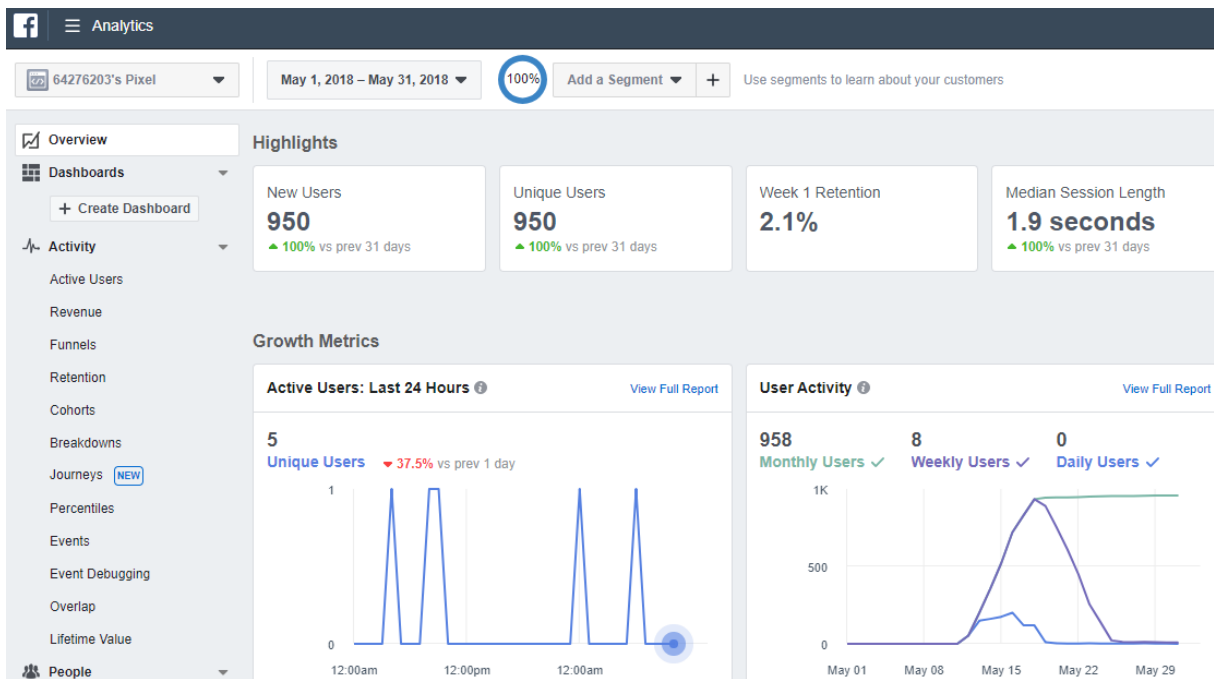 f Analytics
64276203's Pixel
May 1, 2018 – May 31, 2018
100%
Add a Segment
+
Use segments to learn about your customers
Overview
Dashboards
+ Create Dashboard
Activity
Active Users
Revenue
Funnels
Retention
Cohorts
Breakdowns
Journeys NEW
Percentiles
Events
Event Debugging
Overlap
Lifetime Value
People
Highlights
New Users
950
100% vs prev 31 days
Unique Users
950
100% vs prev 31 days
Week 1 Retention
2.1%
Median Session Length
1.9 seconds
100% vs prev 31 days
Growth Metrics
Active Users: Last 24 Hours i
View Full Report
5
Unique Users
37.5% vs prev 1 day
1
0
12:00am 12:00pm 12:00am
User Activity i
View Full Report
958 8 0
Monthly Users Weekly Users Daily Users
1K
500
0
May 01 May 08 May 15 May 22 May 29